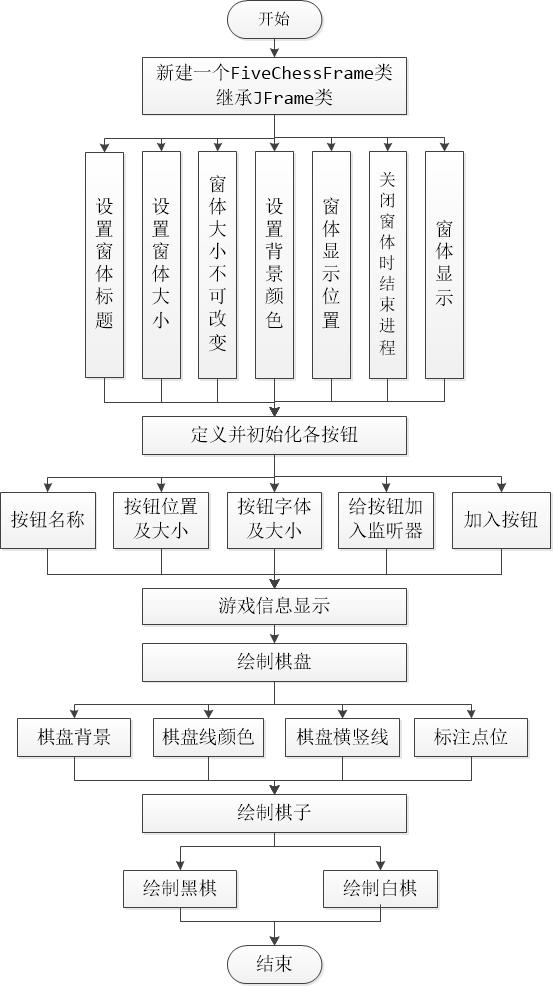 开始
新建一个FiveChessFrame类
继承JFrame类
设置窗体标题
设置窗体大小
窗体大小不可改变
设置背景颜色
窗体显示位置
关闭窗体时结束进程
窗体显示
定义并初始化各按钮
按钮名称
按钮位置
及大小
按钮字体
及大小
给按钮加
入监听器
加入按钮
游戏信息显示
绘制棋盘
棋盘背景
棋盘线颜色
棋盘横竖线
标注点位
绘制棋子
绘制黑棋
绘制白棋
结束